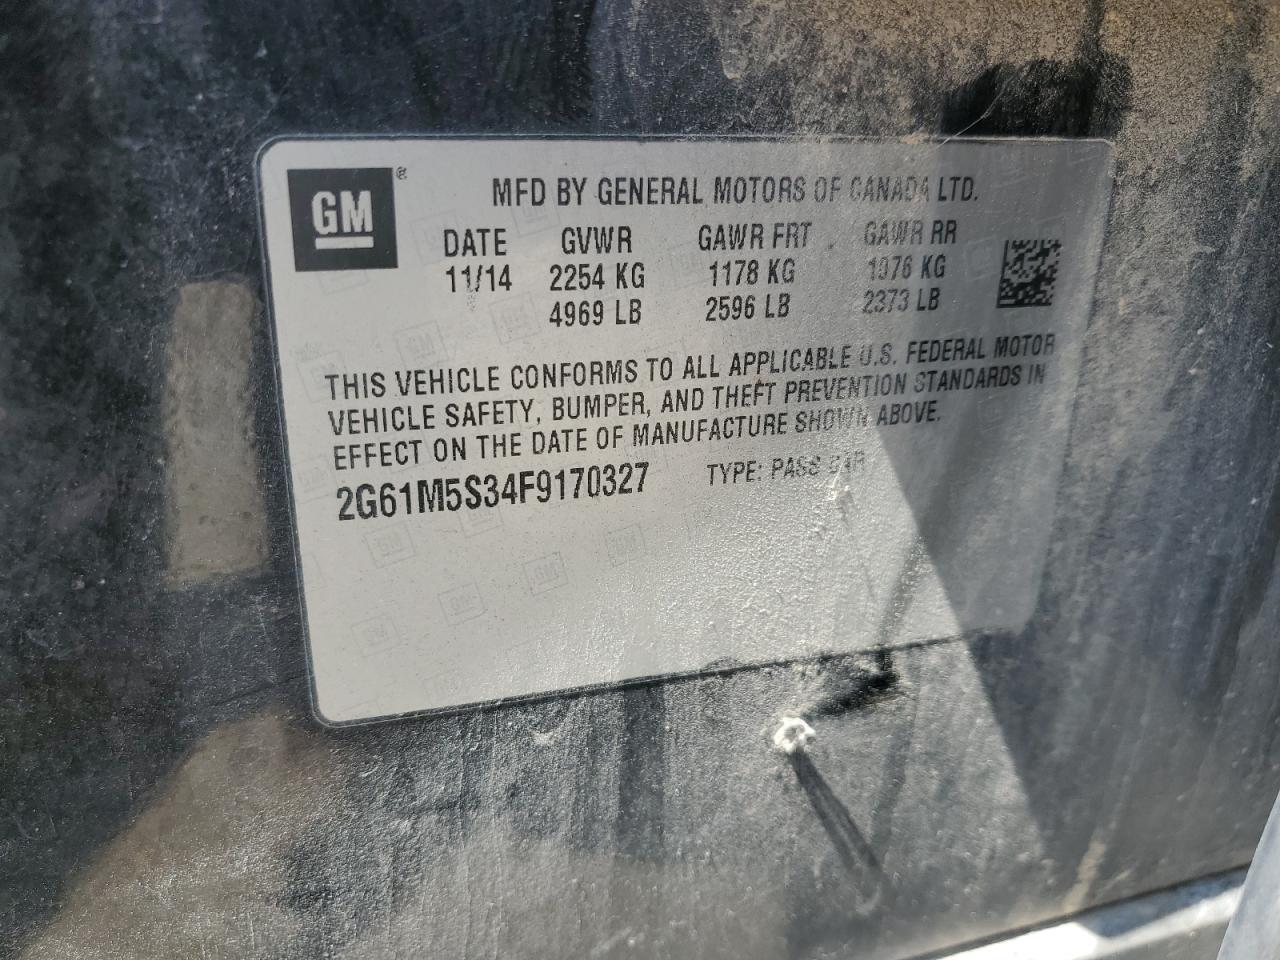 GM®
MFD BY GENERAL MOTORS OF CANADA LTD.
DATE GVWR GAWR FRT GAWR RR
11/14 2254 KG 1178 KG 1076 KG
4969 LB 2596 LB 2373 LB
THIS VEHICLE CONFORMS TO ALL APPLICABLE U.S. FEDERAL MOTOR
VEHICLE SAFETY, BUMPER, AND THEFT PREVENTION STANDARDS IN
EFFECT ON THE DATE OF MANUFACTURE SHOWN ABOVE.
2G61M5S34F9170327 TYPE: PASS CAR